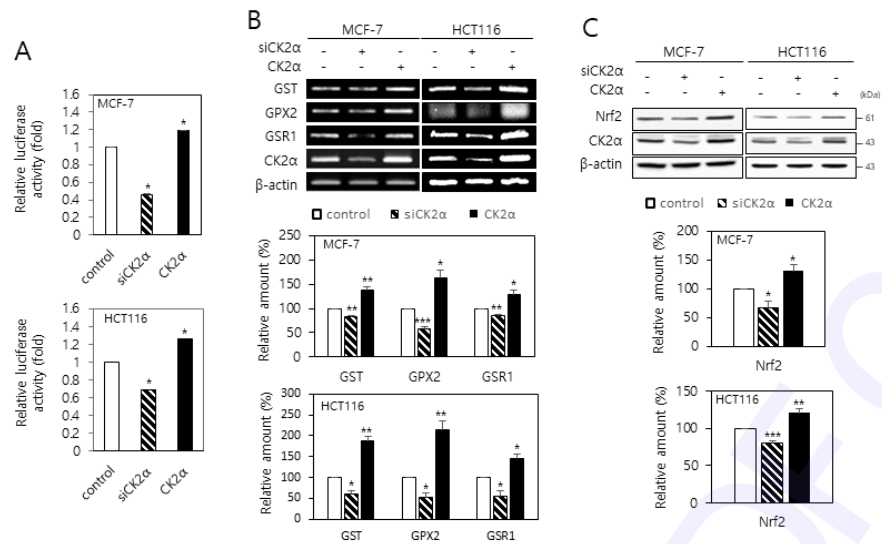 A
Relative luciferase activity (fold)
1.6
1.4
1.2
1
0.8
0.6
0.4
0.2
0
MCF-7
*
*
control
siCK2α
CK2α
Relative luciferase activity (fold)
1.6
1.4
1.2
1
0.8
0.6
0.4
0.2
0
HCT116
*
*
control
siCK2α
CK2α
B
MCF-7 HCT116
siCK2α - + - - + -
CK2α - - + - - +
GST
GPX2
GSR1
CK2α
β-actin
control siCK2α CK2α
Relative amount (%)
250
200
150
100
50
0
MCF-7
** ** *** * ** *
GST GPX2 GSR1
Relative amount (%)
300
250
200
150
100
50
0
HCT116
* ** * ** * *
GST GPX2 GSR1
C
MCF-7 HCT116
siCK2α - + - - + -
CK2α - - + - - +
(kDa)
Nrf2 61
CK2α 43
β-actin 43
control siCK2α CK2α
Relative amount (%)
200
150
100
50
0
MCF-7
* *
Nrf2
Relative amount (%)
150
100
50
0
HCT116
*** **
Nrf2